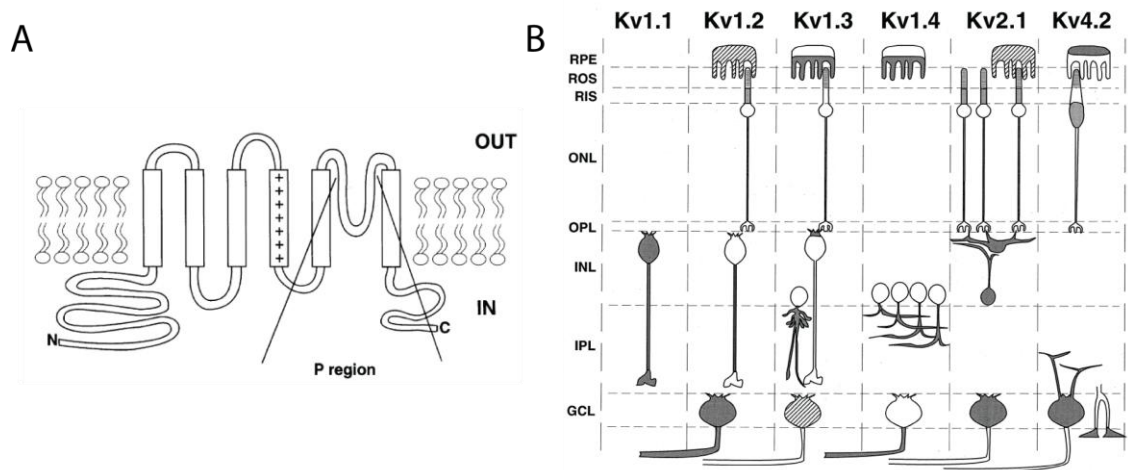 A
OUT
+
+
+
+
+
+
+
IN
N
C
P region
B
Kv1.1 Kv1.2 Kv1.3 Kv1.4 Kv2.1 Kv4.2
RPE
ROS
RIS
ONL
OPL
INL
IPL
GCL